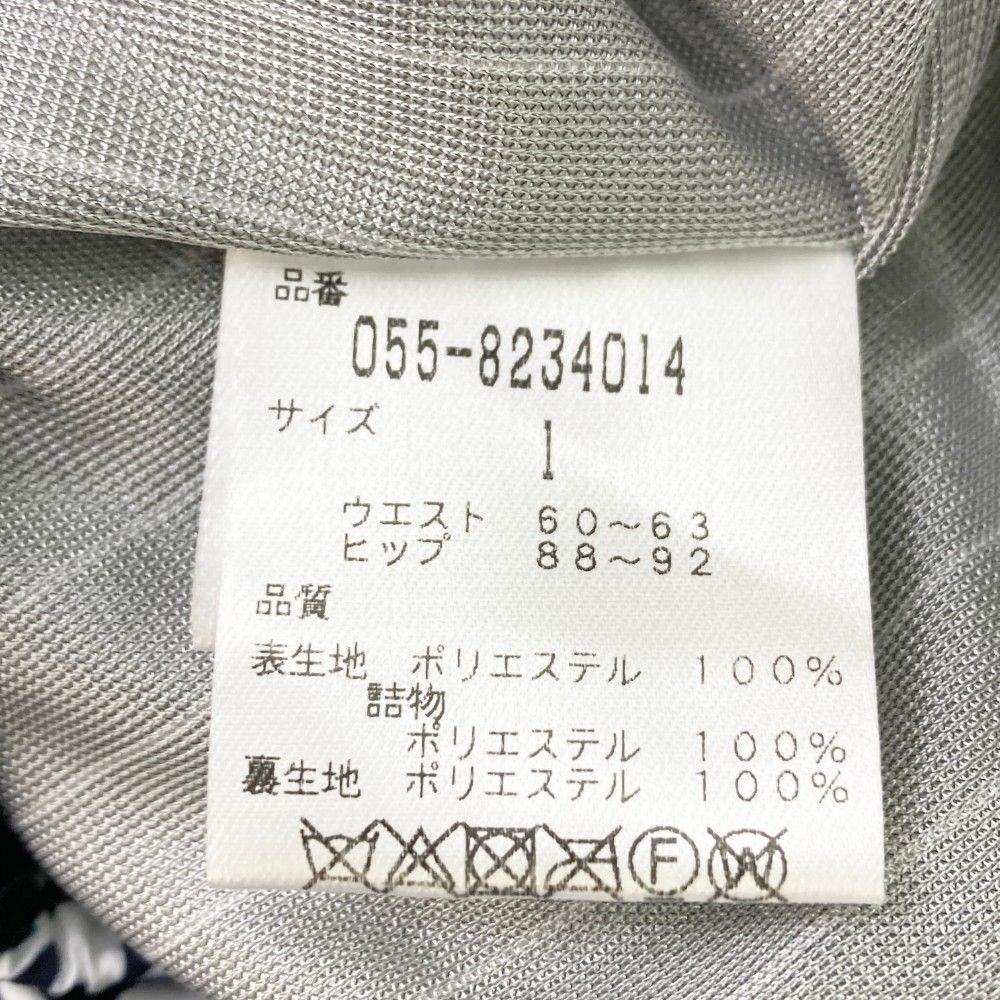 品番
055-8234014
サイズ
1
ウエスト 60~63
ヒップ 88~92
品質
表生地 ポリエステル 100%
詰物
ポリエステル 100%
裏生地 ポリエステル 100%
F W